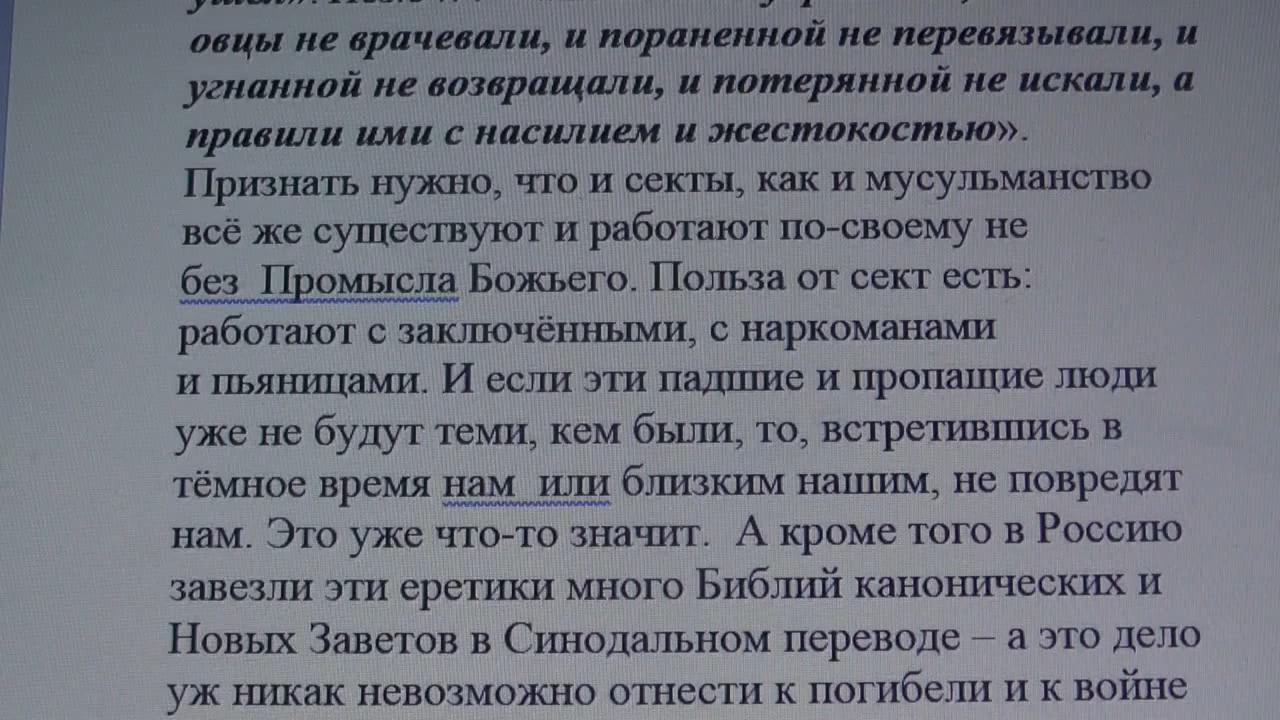 овцы не врачевали, и пораненной не перевязывали, и
угнанной не возвращали, и потерянной не искали, а
правили ими с насилием и жестокостью».
Признать нужно, что и секты, как и мусульманство
всё же существуют и работают по-своему не
без  Промысла Божьего. Польза от сект есть:
работают с заключёнными, с наркоманами
и пьяницами. И если эти падшие и пропащие люди
уже не будут теми, кем были, то, встретившись в
тёмное время нам  или близким нашим, не повредят
нам. Это уже что-то значит.  А кроме того в Россию
завезли эти еретики много Библий канонических и
Новых Заветов в Синодальном переводе – а это дело
уж никак невозможно отнести к погибели и к войне